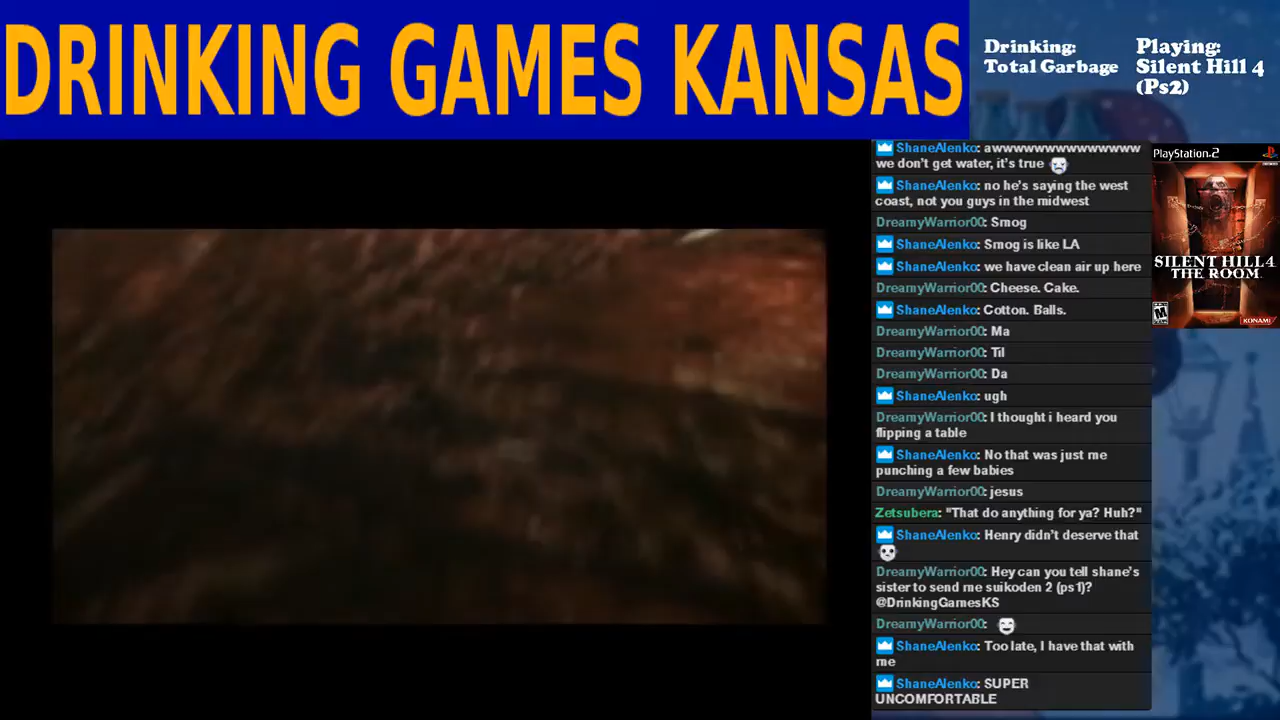 DRINKING GAMES KANSAS
Drinking:
Total Garbage
Playing:
Silent Hill 4
(Ps2)
ShaneAlenko: awwwwwwwwwwwwwww
we don't get water, it's true
ShaneAlenko: no he's saying the west
coast, not you guys in the midwest
DreamyWarrior00: Smog
ShaneAlenko: Smog is like LA
ShaneAlenko: we have clean air up here
DreamyWarrior00: Cheese. Cake.
ShaneAlenko: Cotton. Balls.
DreamyWarrior00: Ma
DreamyWarrior00: Til
DreamyWarrior00: Da
ShaneAlenko: ugh
DreamyWarrior00: I thought i heard you
flipping a table
ShaneAlenko: No that was just me
punching a few babies
DreamyWarrior00: jesus
Zetsubera: "That do anything for ya? Huh?"
ShaneAlenko: Henry didn't deserve that
DreamyWarrior00: Hey can you tell shane's
sister to send me suikoden 2 (ps1)?
@DrinkingGamesKS
DreamyWarrior00:
ShaneAlenko: Too late, I have that with
me
ShaneAlenko: SUPER
UNCOMFORTABLE
PlayStation.2
SILENT HILL 4
THE ROOM
M
KONAMI